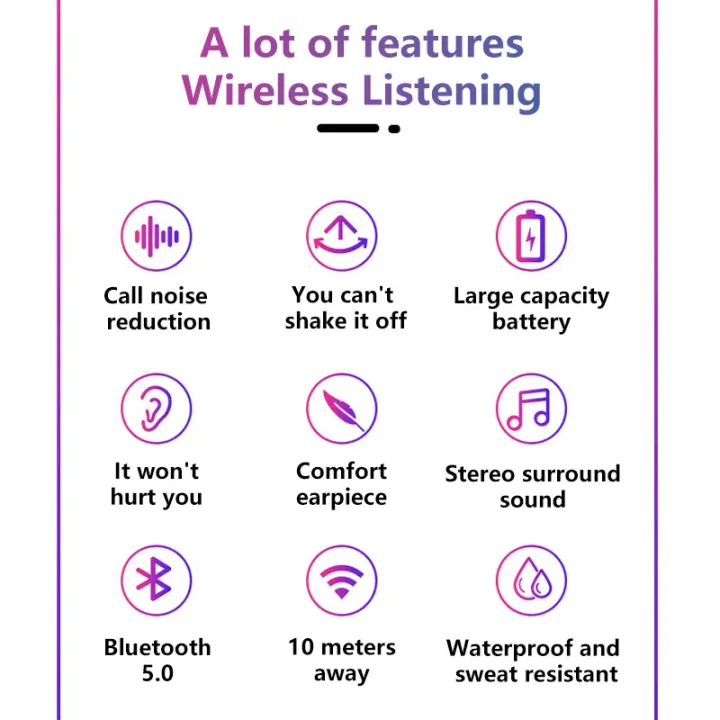 A lot of features
Wireless Listening
Call noise
reduction
You can't
shake it off
Large capacity
battery
It won't
hurt you
Comfort
earpiece
Stereo surround
sound
Bluetooth
5.0
10 meters
away
Waterproof and
sweat resistant